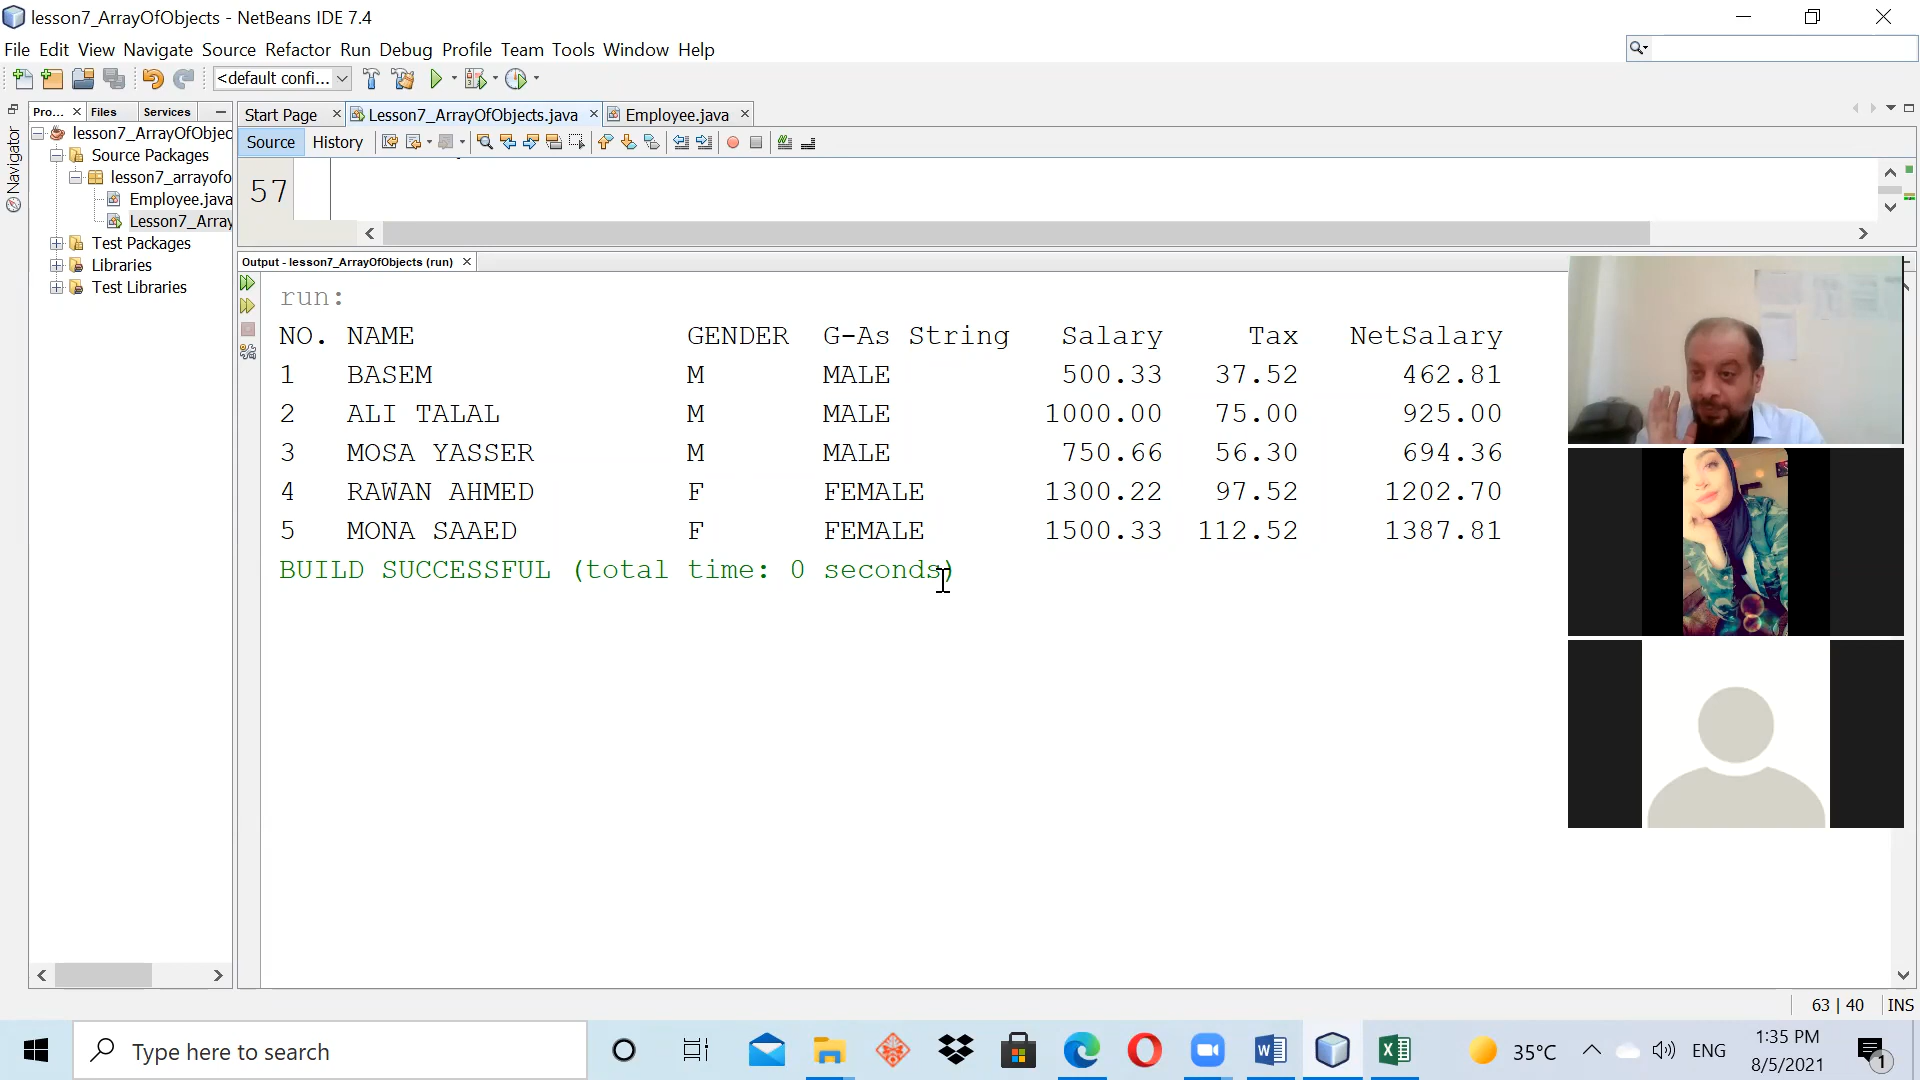 lesson7_ArrayOfObjects - NetBeans IDE 7.4
File Edit View Navigate Source Refactor Run Debug Profile Team Tools Window Help
<default confi...
Pro... Files Services
Start Page Lesson7_ArrayOfObjects.java Employee.java
Navigator
lesson7_ArrayOfObjec
Source Packages
lesson7_arrayofo
Employee.java
Lesson7_Array
Test Packages
Libraries
Test Libraries
Source History
57
Output - lesson7_ArrayOfObjects (run)
run:
NO. NAME GENDER G-As String Salary Tax NetSalary
1 BASEM M MALE 500.33 37.52 462.81
2 ALI TALAL M MALE 1000.00 75.00 925.00
3 MOSA YASSER M MALE 750.66 56.30 694.36
4 RAWAN AHMED F FEMALE 1300.22 97.52 1202.70
5 MONA SAAED F FEMALE 1500.33 112.52 1387.81
BUILD SUCCESSFUL (total time: 0 seconds)
63 | 40 INS
Type here to search
35°C ENG
1:35 PM
8/5/2021
1